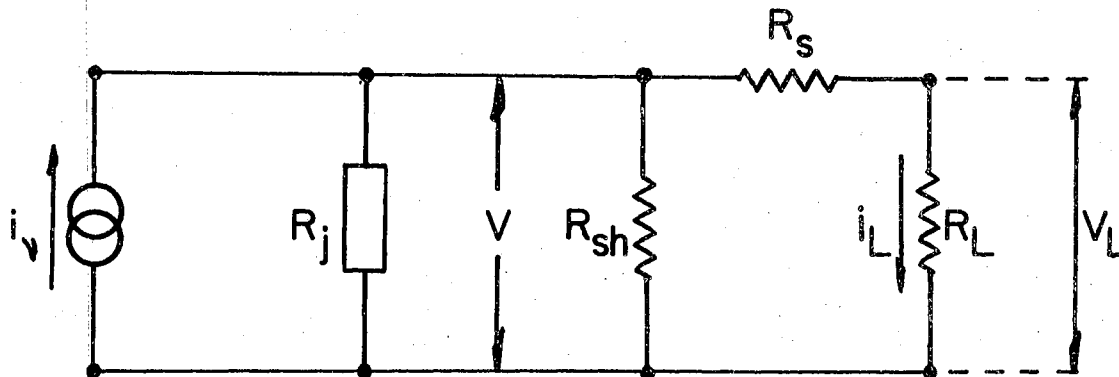 R_s
i_ν
R_j
V
R_sh
i_L
R_L
V_L